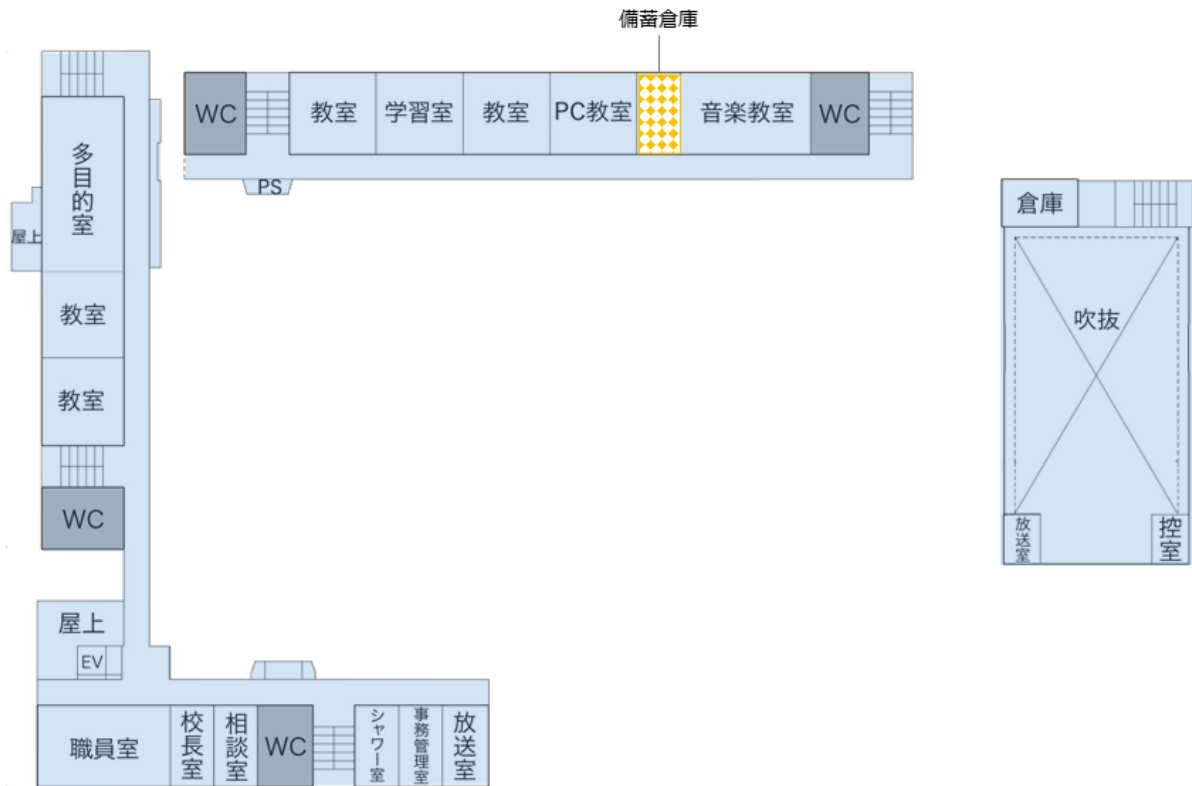 備蓄倉庫
WC
教室
学習室
教室
PC教室
音楽教室
WC
PS
多目的室
屋上
教室
教室
WC
屋上
EV
職員室
校長室
相談室
WC
シャワー室
事務管理室
放送室
倉庫
吹抜
放送室
控室